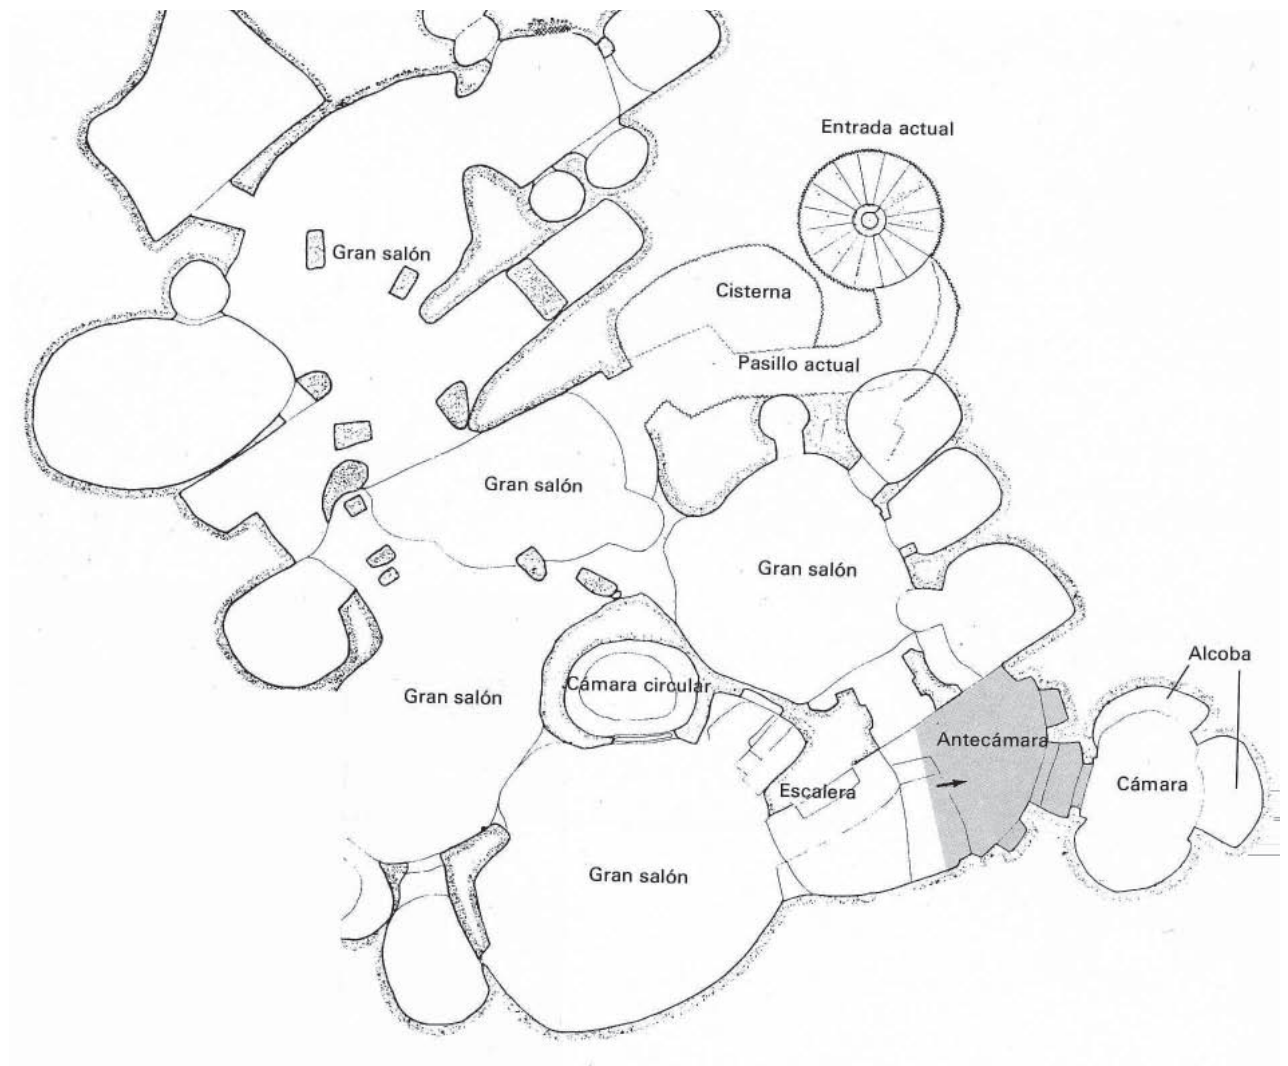 Entrada actual
Gran salón
Cisterna
Pasillo actual
Gran salón
Gran salón
Alcoba
Cámara circular
Gran salón
Antecámara
Escalera
Cámara
Gran salón